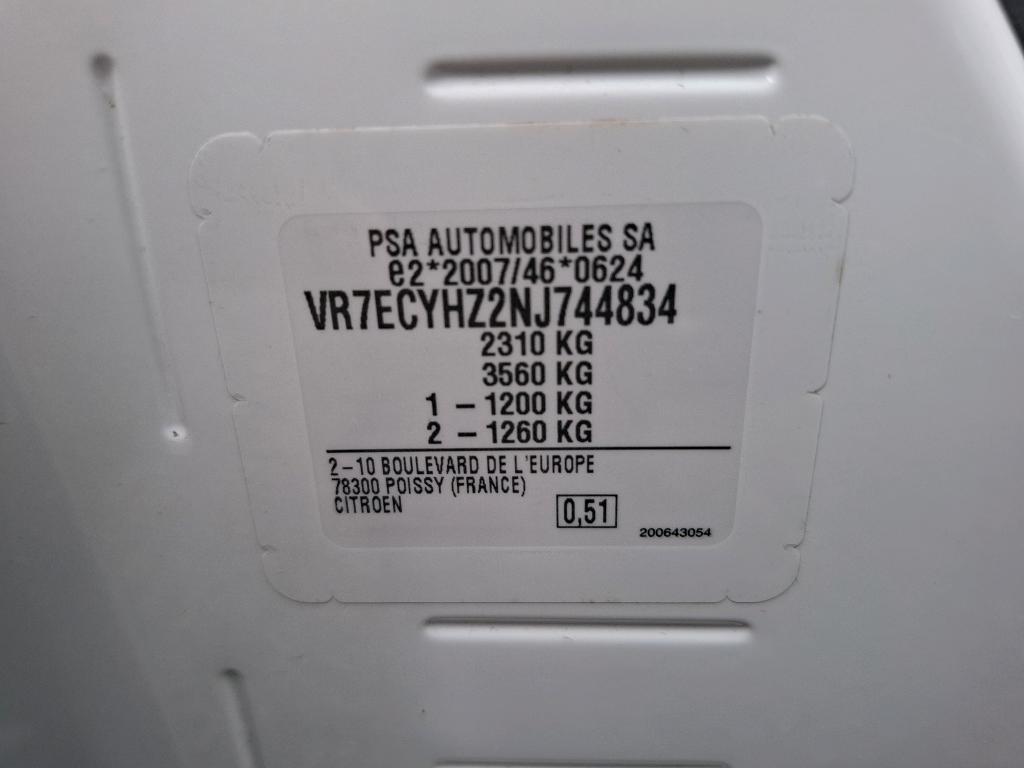 PSA AUTOMOBILES SA
e2*2007/46*0624
VR7ECYHZ2NJ744834
2310 KG
3560 KG
1 – 1200 KG
2 – 1260 KG
2–10 BOULEVARD DE L'EUROPE
78300 POISSY (FRANCE)
CITROEN
0,51
200643054